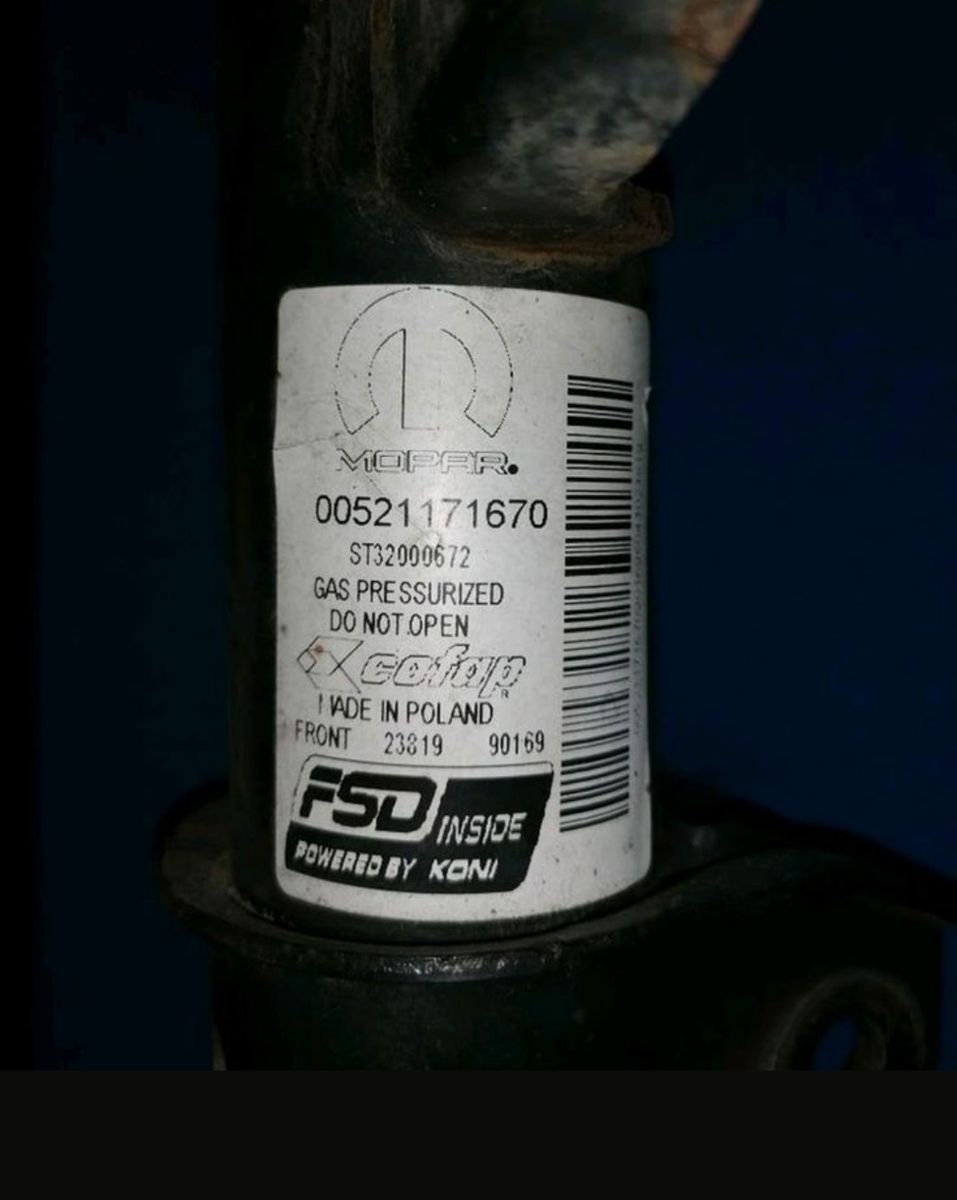 MOPAR.
00521171670
ST32000672
GAS PRESSURIZED
DO NOT OPEN
cofap
R
MADE IN POLAND
FRONT 23819 90169
FSD INSIDE
POWERED BY KONI